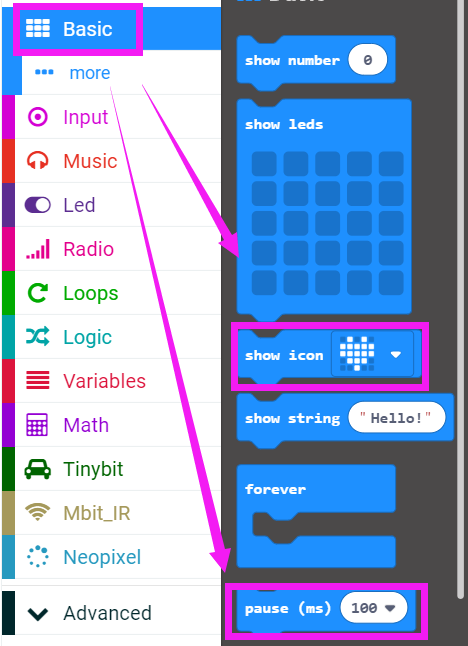 Basic
more
Input
Music
Led
Radio
Loops
Logic
Variables
Math
Tinybit
Mbit_IR
Neopixel
Advanced
show number 0
show leds
show icon
show string "Hello!"
forever
pause (ms) 100